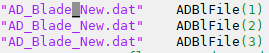 "AD_Blade_New.dat"    ADBlFile(1)
"AD_Blade_New.dat"    ADBlFile(2)
"AD_Blade_New.dat"    ADBlFile(3)